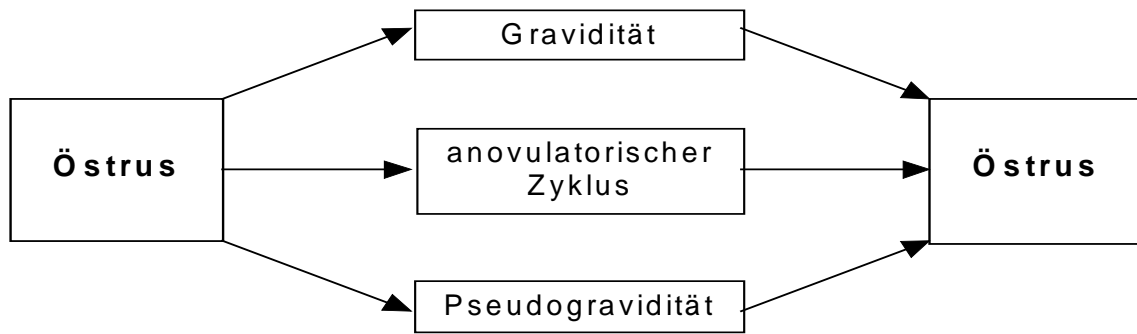 Gravidität
Östrus
anovulatorischer
Zyklus
Östrus
Pseudogravidität